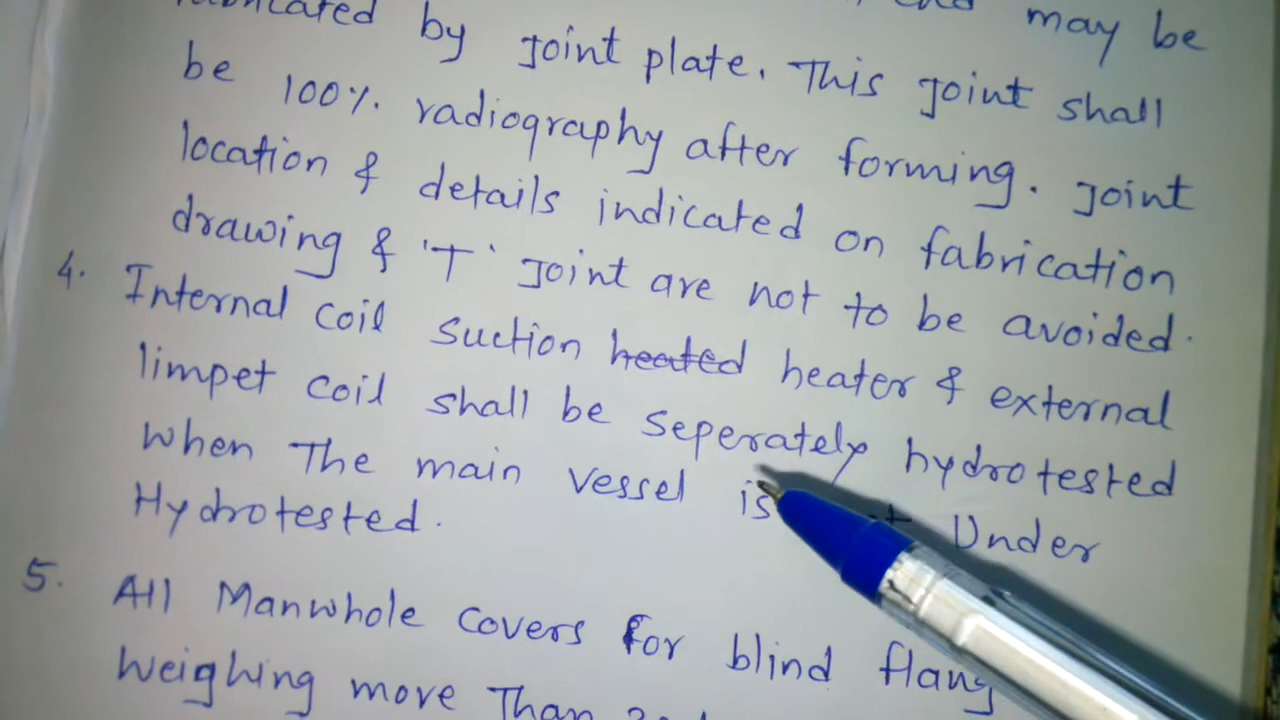 by Joint plate. This Joint shall may be
be 100%. radiography after forming. Joint
location & details indicated on fabrication
drawing & 'T' Joint are not to be avoided.
4. Internal coil suction heated heater & external
limpet coil shall be seperately hydrotested
when The main vessel is Under
Hydrotested.
5. All Manwhole covers for blind
weighing more Than